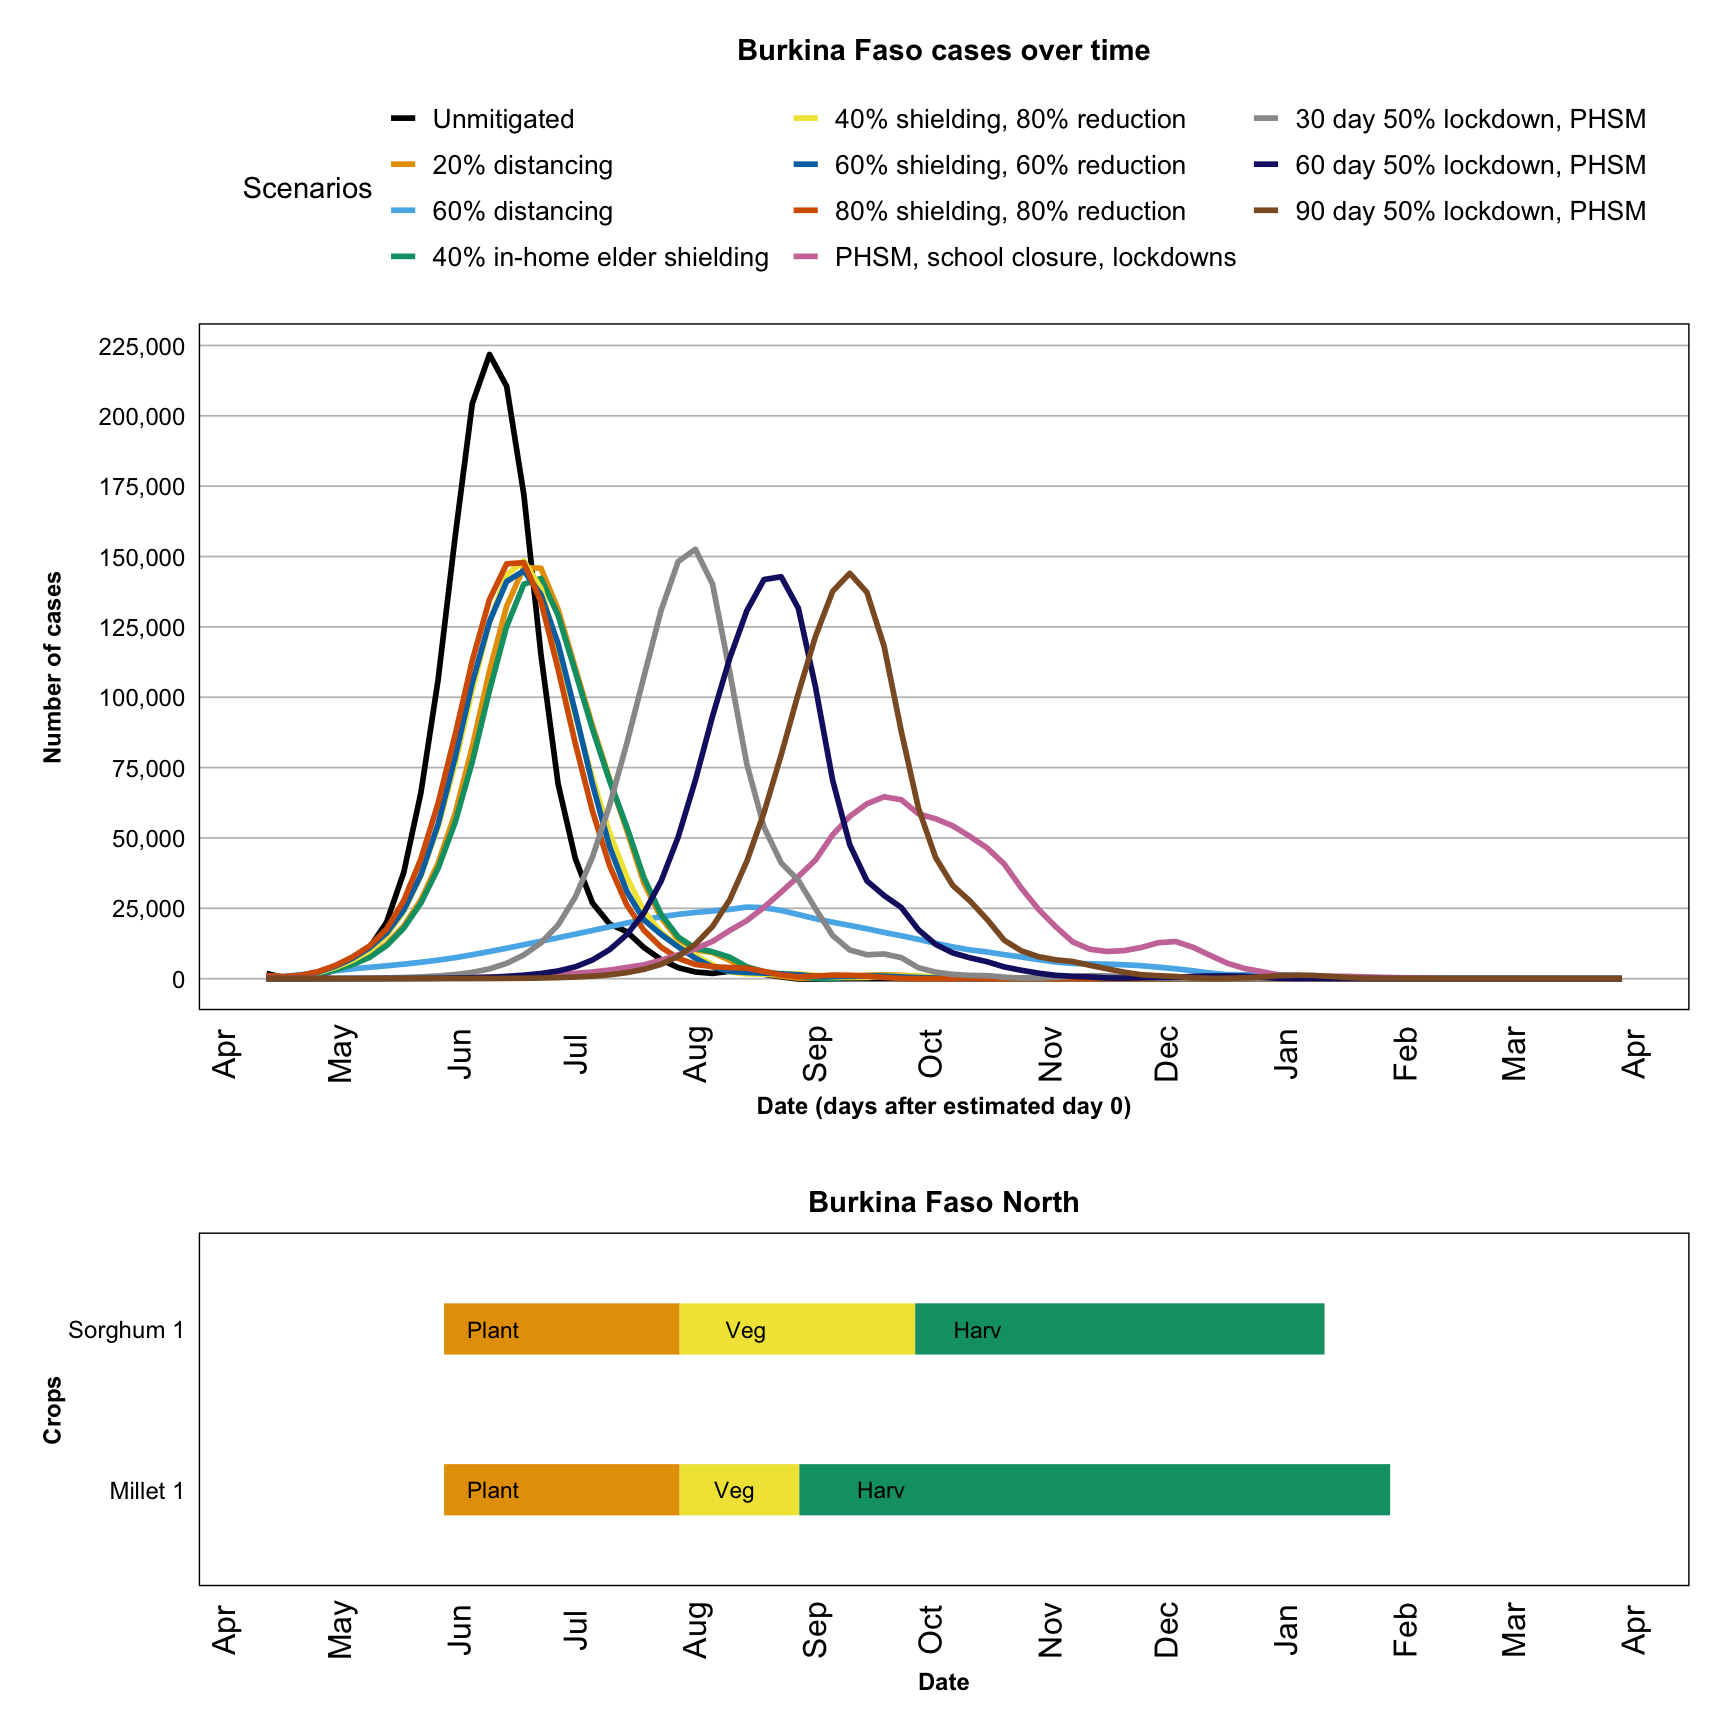 Burkina Faso cases over time
Scenarios
Unmitigated
20% distancing
60% distancing
40% in-home elder shielding
40% shielding, 80% reduction
60% shielding, 60% reduction
80% shielding, 80% reduction
PHSM, school closure, lockdowns
30 day 50% lockdown, PHSM
60 day 50% lockdown, PHSM
90 day 50% lockdown, PHSM
Number of cases
225,000
200,000
175,000
150,000
125,000
100,000
75,000
50,000
25,000
0
Apr May Jun Jul Aug Sep Oct Nov Dec Jan Feb Mar Apr
Date (days after estimated day 0)
Burkina Faso North
Crops
Sorghum 1 Plant Veg Harv
Millet 1 Plant Veg Harv
Apr May Jun Jul Aug Sep Oct Nov Dec Jan Feb Mar Apr
Date